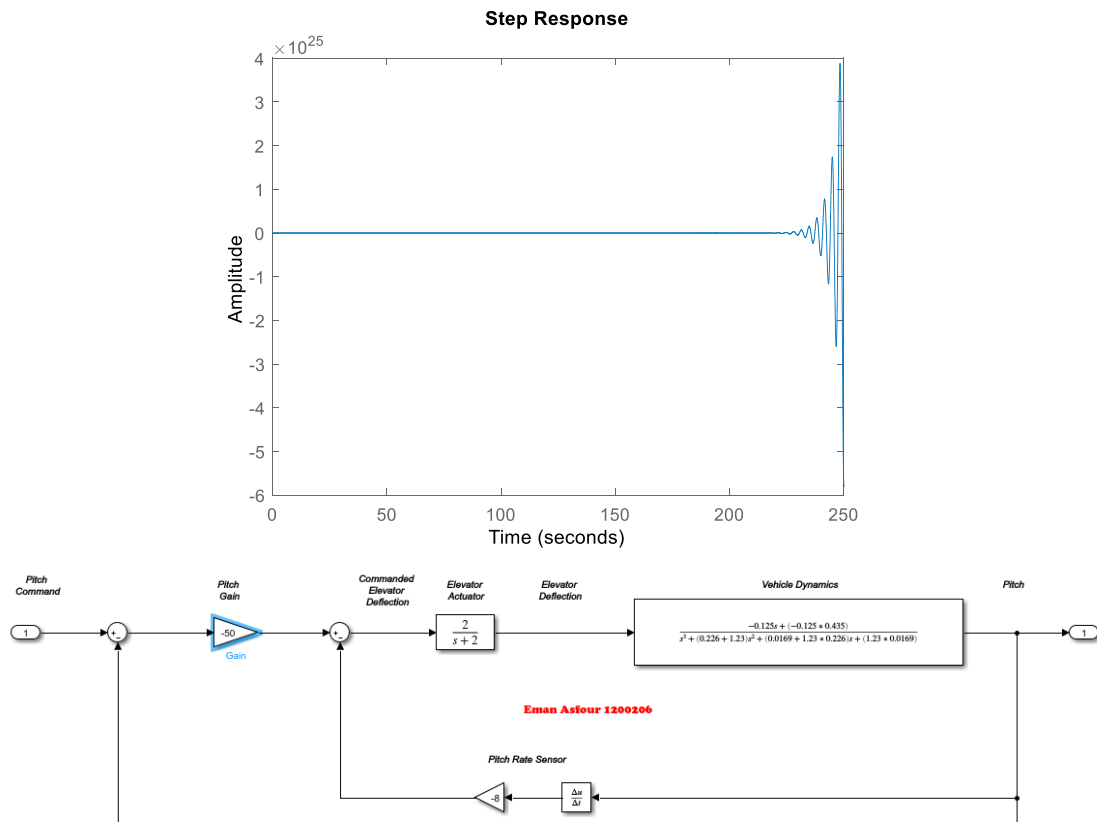 Step Response
×10^25
4
3
2
1
0
-1
-2
-3
-4
-5
-6
Amplitude
0 50 100 150 200 250
Time (seconds)
Pitch Command
Pitch Gain
Commanded Elevator Deflection
Elevator Actuator
Elevator Deflection
Vehicle Dynamics
Pitch
1
+_
-50
Gain
+_
2
s + 2
−0.125s + (−0.125 * 0.435)
s^3 + (0.226 + 1.23)s^2 + (0.0169 + 1.23 * 0.226)s + (1.23 * 0.0169)
1
Eman Asfour 1200206
Pitch Rate Sensor
-8
Δu
Δt